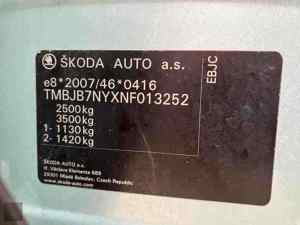 ŠKODA AUTO a.s.
EBJC
e8*2007/46*0416
TMBJB7NYXNF013252
2500kg
3500kg
1- 1130kg
2- 1420kg
ŠKODA AUTO a.s.
tř. Václava Klementa 869
29301 Mladá Boleslav, Czech Republic
www.skoda-auto.com